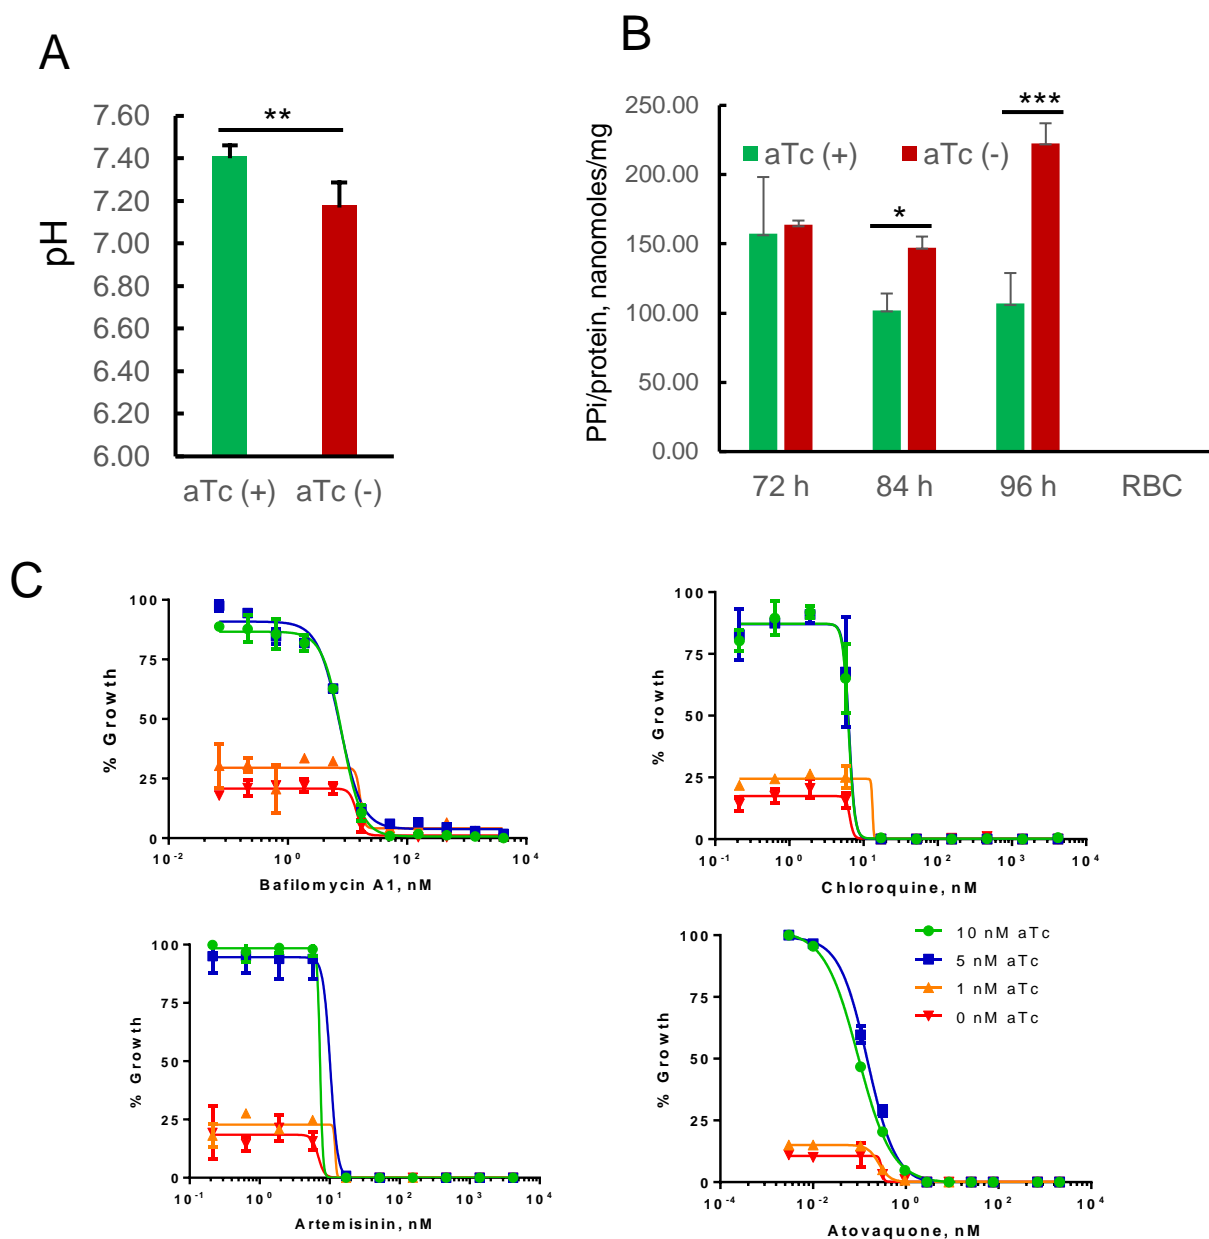 A
pH
7.60
7.40
7.20
7.00
6.80
6.60
6.40
6.20
6.00
**
aTc (+) aTc (-)
B
PPi/protein, nanomoles/mg
250.00
200.00
150.00
100.00
50.00
0.00
aTc (+) aTc (-)
*
***
72 h 84 h 96 h RBC
C
% Growth
100
75
50
25
0
10-2 100 102 104
Bafilomycin A1, nM
% Growth
100
75
50
25
0
10-1 100 101 102 103 104
Chloroquine, nM
% Growth
100
75
50
25
0
10-1 100 101 102 103 104
Artemisinin, nM
% Growth
100
75
50
25
0
10-4 10-2 100 102 104
Atovaquone, nM
10 nM aTc
5 nM aTc
1 nM aTc
0 nM aTc